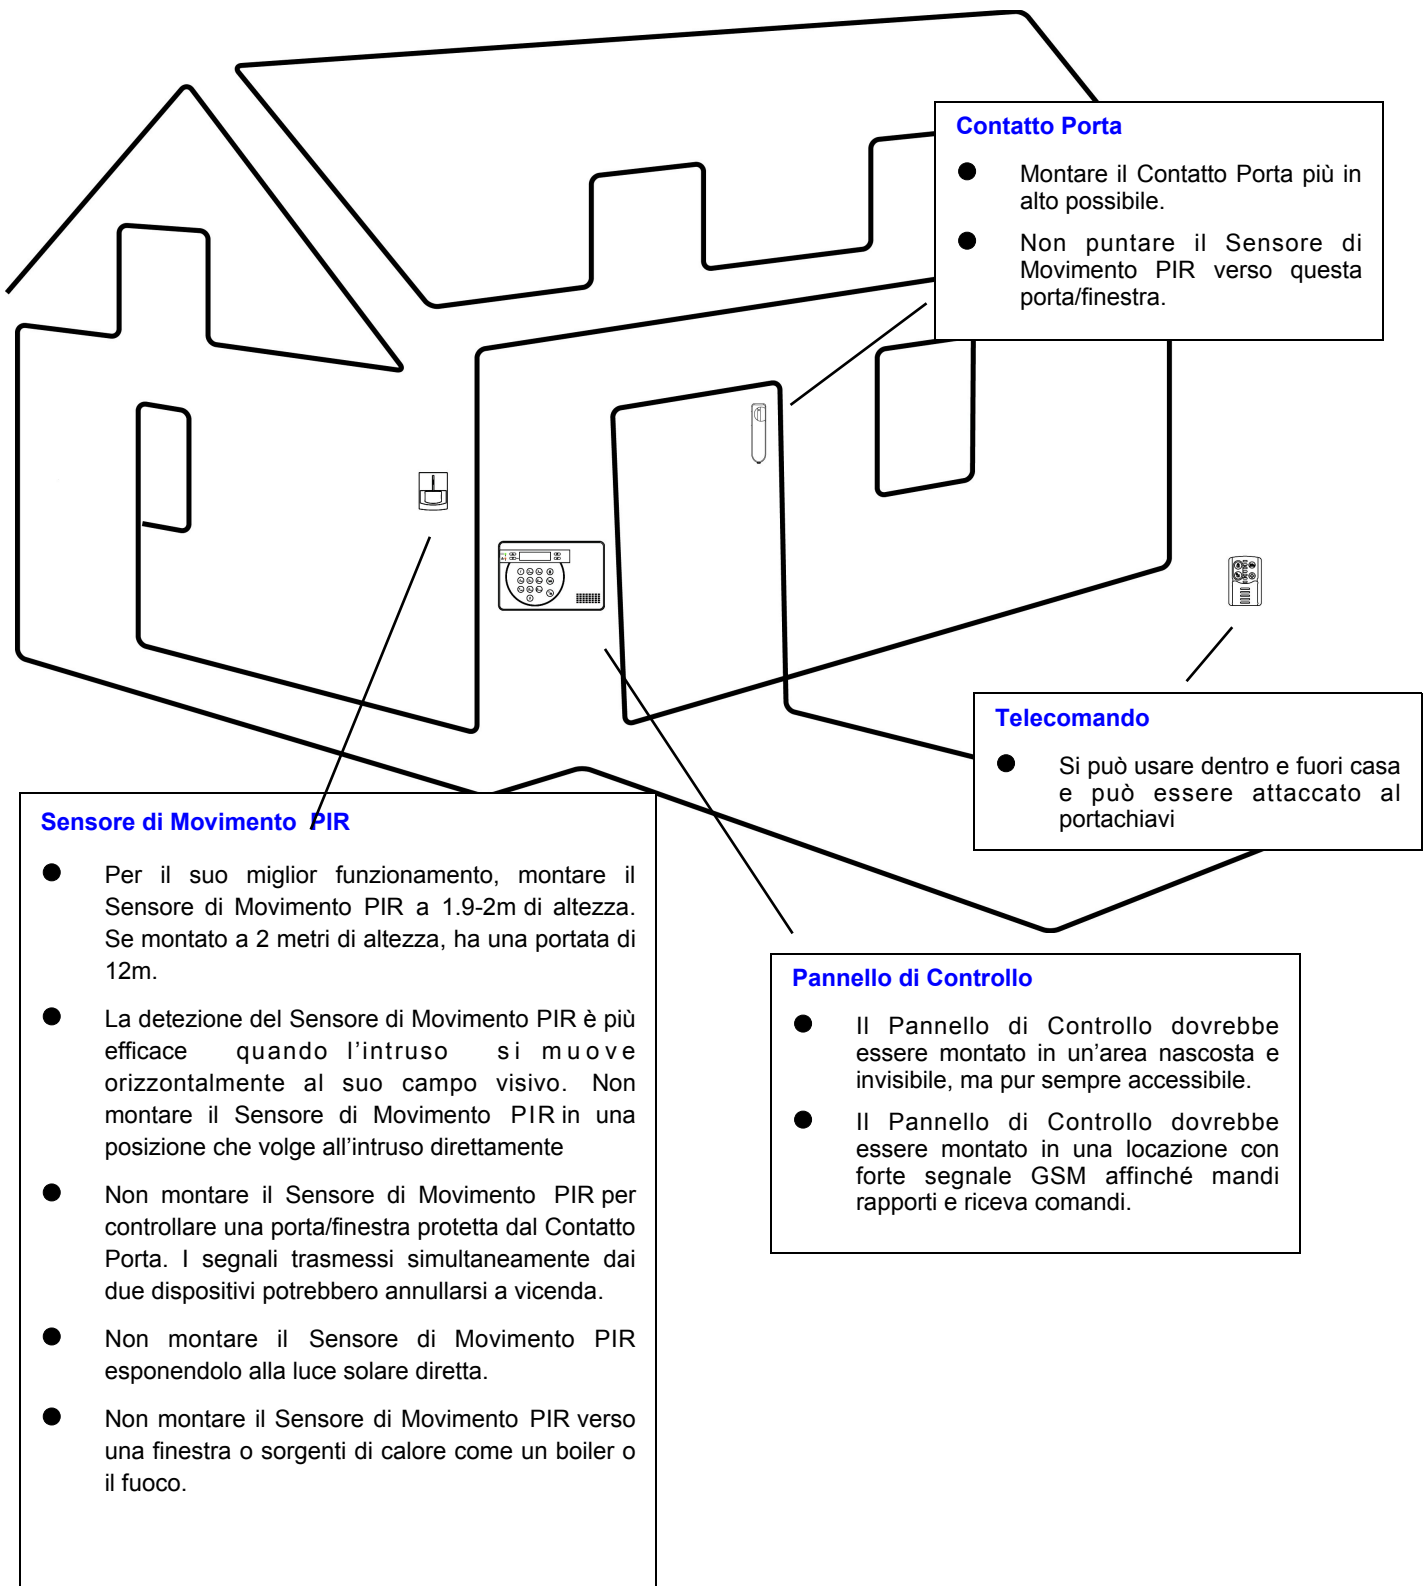 Contatto Porta
● Montare il Contatto Porta più in
alto possibile.
● Non puntare il Sensore di
Movimento PIR verso questa
porta/finestra.
Telecomando
● Si può usare dentro e fuori casa
e può essere attaccato al
portachiavi
Sensore di Movimento PIR
● Per il suo miglior funzionamento, montare il
Sensore di Movimento PIR a 1.9-2m di altezza.
Se montato a 2 metri di altezza, ha una portata di
12m.
● La detezione del Sensore di Movimento PIR è più
efficace quando l’intruso si muove
orizzontalmente al suo campo visivo. Non
montare il Sensore di Movimento PIR in una
posizione che volge all’intruso direttamente
● Non montare il Sensore di Movimento PIR per
controllare una porta/finestra protetta dal Contatto
Porta. I segnali trasmessi simultaneamente dai
due dispositivi potrebbero annullarsi a vicenda.
● Non montare il Sensore di Movimento PIR
esponendolo alla luce solare diretta.
● Non montare il Sensore di Movimento PIR verso
una finestra o sorgenti di calore come un boiler o
il fuoco.
Pannello di Controllo
● Il Pannello di Controllo dovrebbe
essere montato in un’area nascosta e
invisibile, ma pur sempre accessibile.
● Il Pannello di Controllo dovrebbe
essere montato in una locazione con
forte segnale GSM affinché mandi
rapporti e riceva comandi.